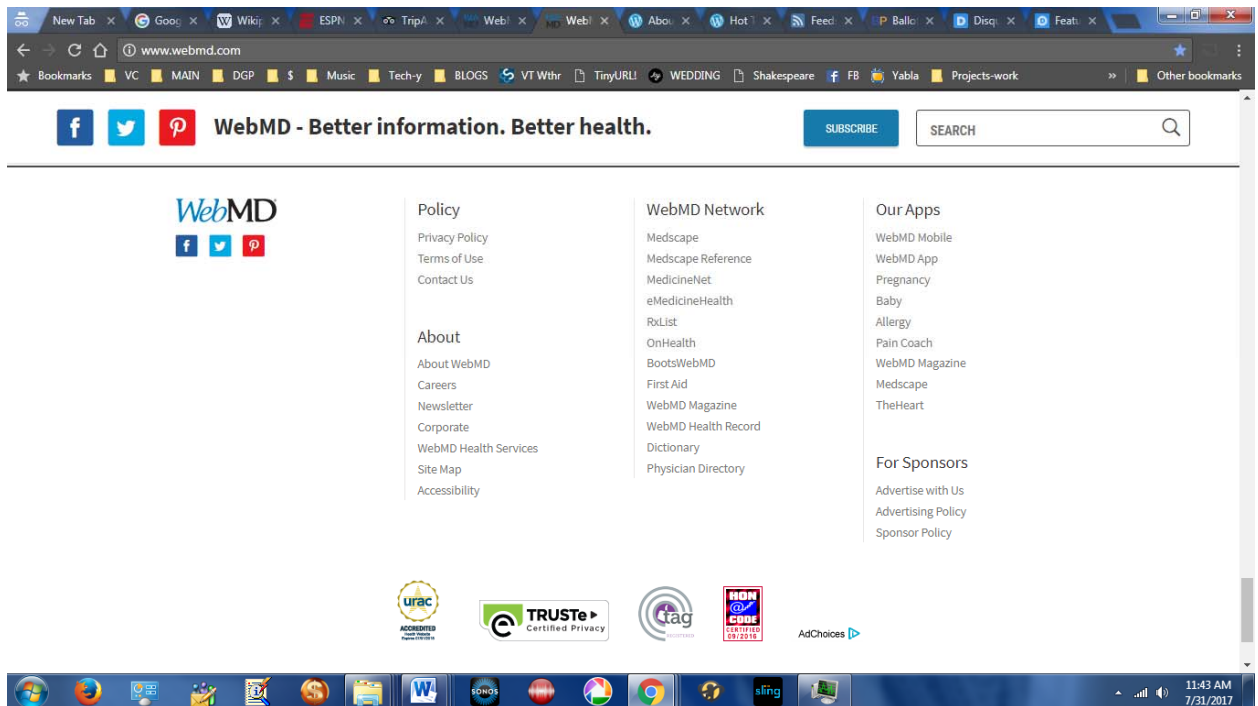 New Tab Goog Wikip ESPN TripA Webl Webl Abou Hot T Feed Ballo Disq Featu
www.webmd.com
Bookmarks VC MAIN DGP $ Music Tech-y BLOGS VT Wthr TinyURL! WEDDING Shakespeare FB Yabla Projects-work » Other bookmarks
WebMD - Better information. Better health. SUBSCRIBE SEARCH
WebMD
Policy
Privacy Policy
Terms of Use
Contact Us
About
About WebMD
Careers
Newsletter
Corporate
WebMD Health Services
Site Map
Accessibility
WebMD Network
Medscape
Medscape Reference
MedicineNet
eMedicineHealth
RxList
OnHealth
BootsWebMD
First Aid
WebMD Magazine
WebMD Health Record
Dictionary
Physician Directory
Our Apps
WebMD Mobile
WebMD App
Pregnancy
Baby
Allergy
Pain Coach
WebMD Magazine
Medscape
TheHeart
For Sponsors
Advertise with Us
Advertising Policy
Sponsor Policy
urac
ACCREDITED
Health Website
TRUSTe
Certified Privacy
tag
REGISTERED
HON
@
CODE
CERTIFIED
09/2016
AdChoices
SONOS
sling
11:43 AM
7/31/2017